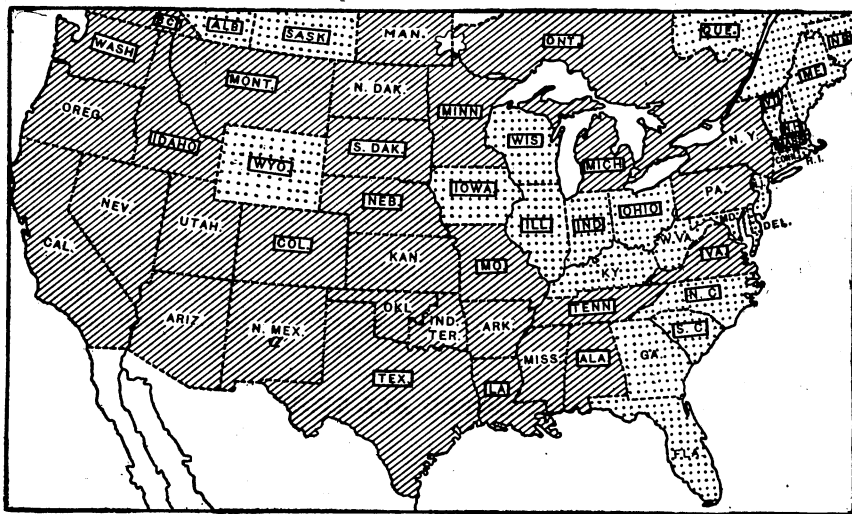 B.C.
ALB
SASK
MAN.
ONT.
QUE.
N.B.
WASH
MONT.
N. DAK.
MINN
ME
VT
N.H.
OREG.
IDAHO
WYO.
S. DAK.
WIS
MICH
N.Y.
CONN.
R.I.
NEV.
UTAH.
COL.
NEB.
IOWA
ILL
IND
OHIO
PA.
MD.
DEL.
CAL.
KAN.
MO.
KY.
W.VA.
VA.
ARIZ.
N. MEX.
OKL.
IND.
TER.
ARK.
TENN
N. C
S. C
TEX.
LA
MISS.
ALA
GA.
FLA.